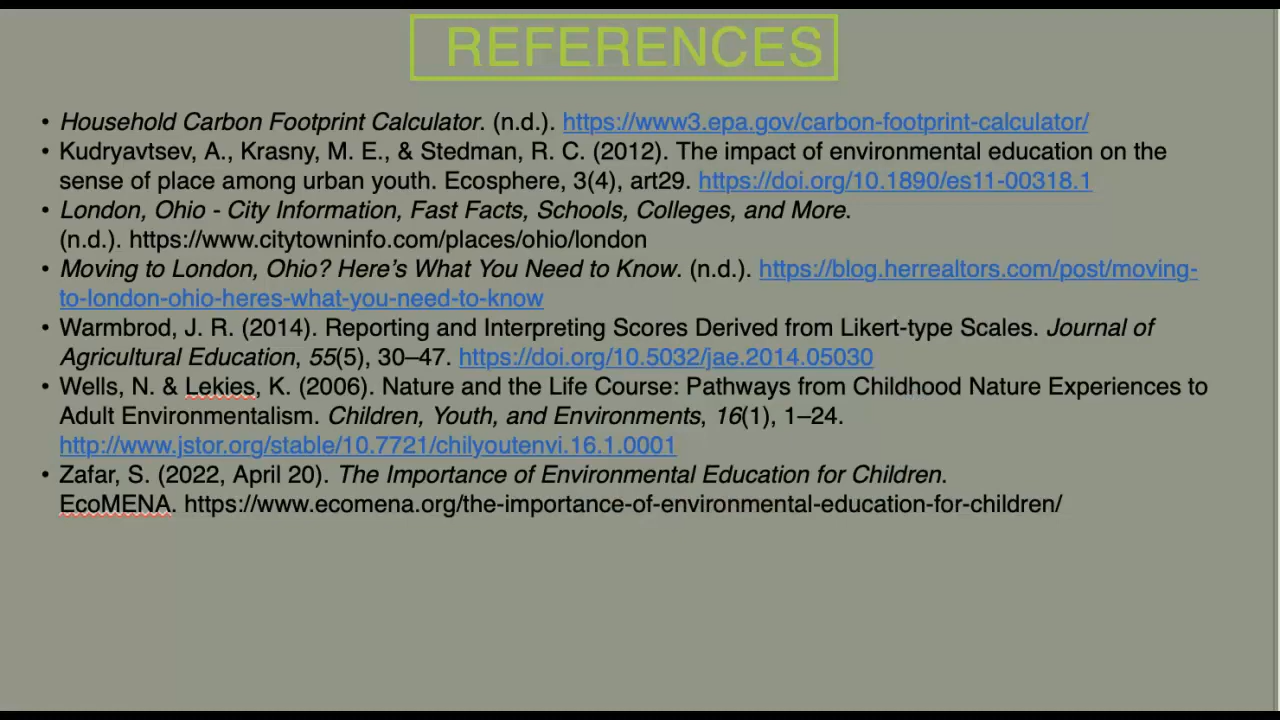 REFERENCES
• Household Carbon Footprint Calculator. (n.d.). https://www3.epa.gov/carbon-footprint-calculator/
• Kudryavtsev, A., Krasny, M. E., & Stedman, R. C. (2012). The impact of environmental education on the
sense of place among urban youth. Ecosphere, 3(4), art29. https://doi.org/10.1890/es11-00318.1
• London, Ohio - City Information, Fast Facts, Schools, Colleges, and More.
(n.d.). https://www.citytowninfo.com/places/ohio/london
• Moving to London, Ohio? Here’s What You Need to Know. (n.d.). https://blog.herrealtors.com/post/moving-
to-london-ohio-heres-what-you-need-to-know
• Warmbrod, J. R. (2014). Reporting and Interpreting Scores Derived from Likert-type Scales. Journal of
Agricultural Education, 55(5), 30–47. https://doi.org/10.5032/jae.2014.05030
• Wells, N. & Lekies, K. (2006). Nature and the Life Course: Pathways from Childhood Nature Experiences to
Adult Environmentalism. Children, Youth, and Environments, 16(1), 1–24.
http://www.jstor.org/stable/10.7721/chilyoutenvi.16.1.0001
• Zafar, S. (2022, April 20). The Importance of Environmental Education for Children.
EcoMENA. https://www.ecomena.org/the-importance-of-environmental-education-for-children/